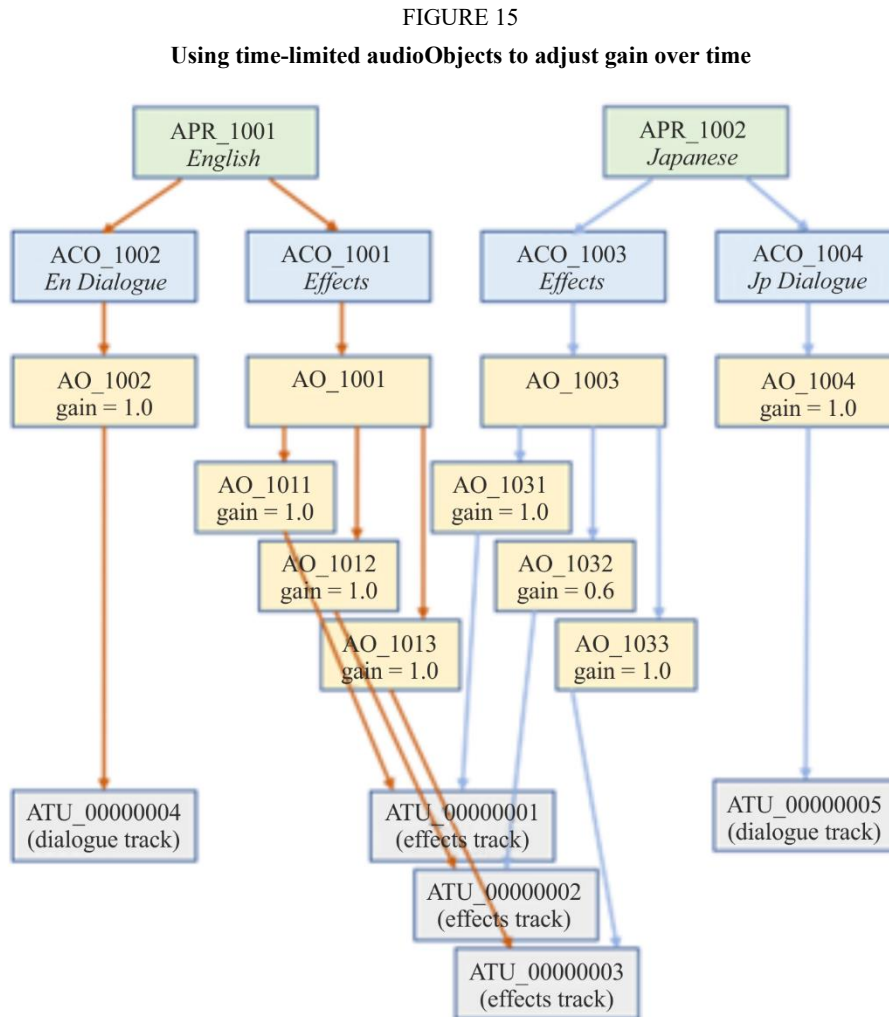 FIGURE 15
Using time-limited audioObjects to adjust gain over time
APR_1001
English
APR_1002
Japanese
ACO_1002
En Dialogue
ACO_1001
Effects
ACO_1003
Effects
ACO_1004
Jp Dialogue
AO_1002
gain = 1.0
AO_1001
AO_1003
AO_1004
gain = 1.0
AO_1011
gain = 1.0
AO_1031
gain = 1.0
AO_1012
gain = 1.0
AO_1032
gain = 0.6
AO_1013
gain = 1.0
AO_1033
gain = 1.0
ATU_00000004
(dialogue track)
ATU_00000001
(effects track)
ATU_00000005
(dialogue track)
ATU_00000002
(effects track)
ATU_00000003
(effects track)